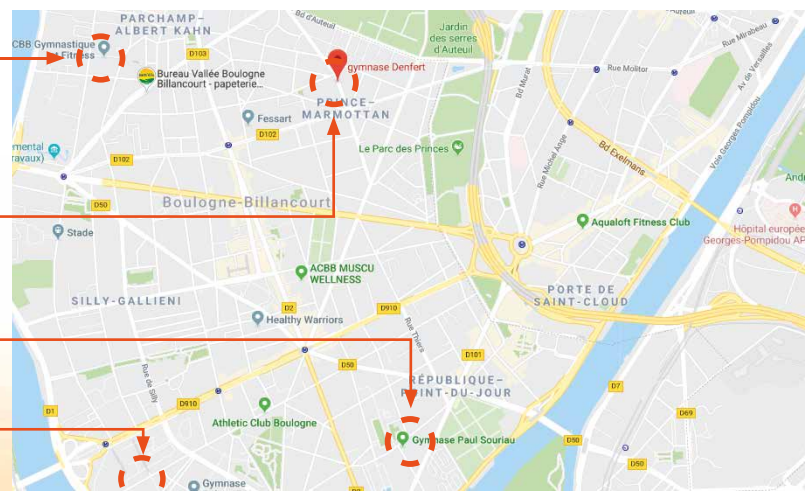 PARCHAMP-
ALBERT KAHN
Bd d'Auteuil
Jardin
des serres
d'Auteuil
Rue Mirabeau
CBB Gymnastique
et Fitness
D103
gymnase Denfert
Rue Molitor
Av. de Versailles
Bureau Vallée Boulogne
Billancourt - papeterie...
Bd Murat
PRINCE-
MARMOTTAN
Voie Georges Pompidou
Fessart
D102
Le Parc des Princes
Rue Michel Ange
Bd Exelmans
mental
ravaux)
D102
D50
Boulogne-Billancourt
Stade
Aqualoft Fitness Club
Hôpital europée
Georges-Pompidou AP
ACBB MUSCU
WELLNESS
SILLY-GALLIENI
PORTE DE
SAINT-CLOUD
D2
D910
Healthy Warriors
Rue Thiers
D101
D50
Rue de Silly
RÉPUBLIQUE-
POINT-DU-JOUR
D7
D1
D910
D69
Athletic Club Boulogne
Gymnase Paul Souriau
D50
D50
Gymnase